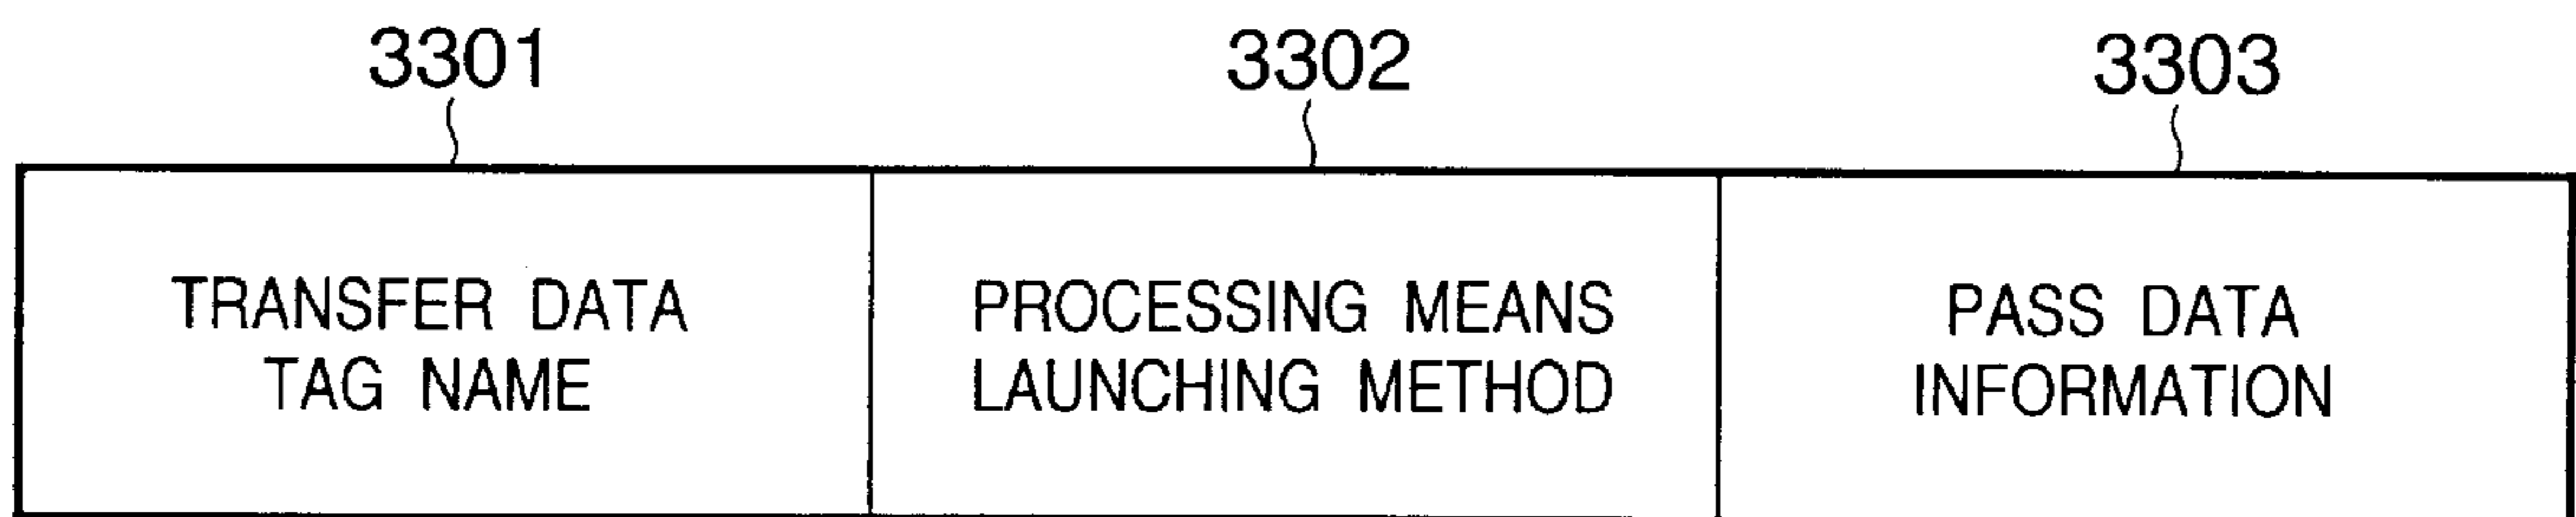 3301 3302 3303
TRANSFER DATA PROCESSING MEANS PASS DATA
TAG NAME LAUNCHING METHOD INFORMATION